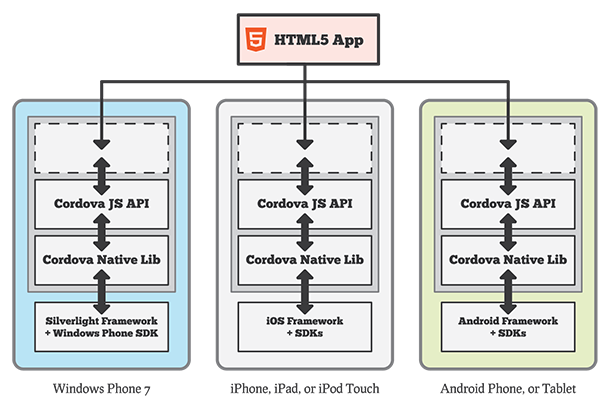 5 HTML5 App
Cordova JS API
Cordova Native Lib
Silverlight Framework
+ Windows Phone SDK
Windows Phone 7
Cordova JS API
Cordova Native Lib
iOS Framework
+ SDKs
iPhone, iPad, or iPod Touch
Cordova JS API
Cordova Native Lib
Android Framework
+ SDKs
Android Phone, or Tablet